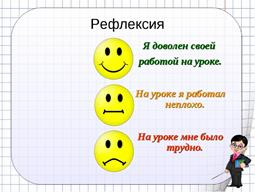 Рефлексия
Я доволен своей
работой на уроке.
На уроке я работал
неплохо.
На уроке мне было
трудно.